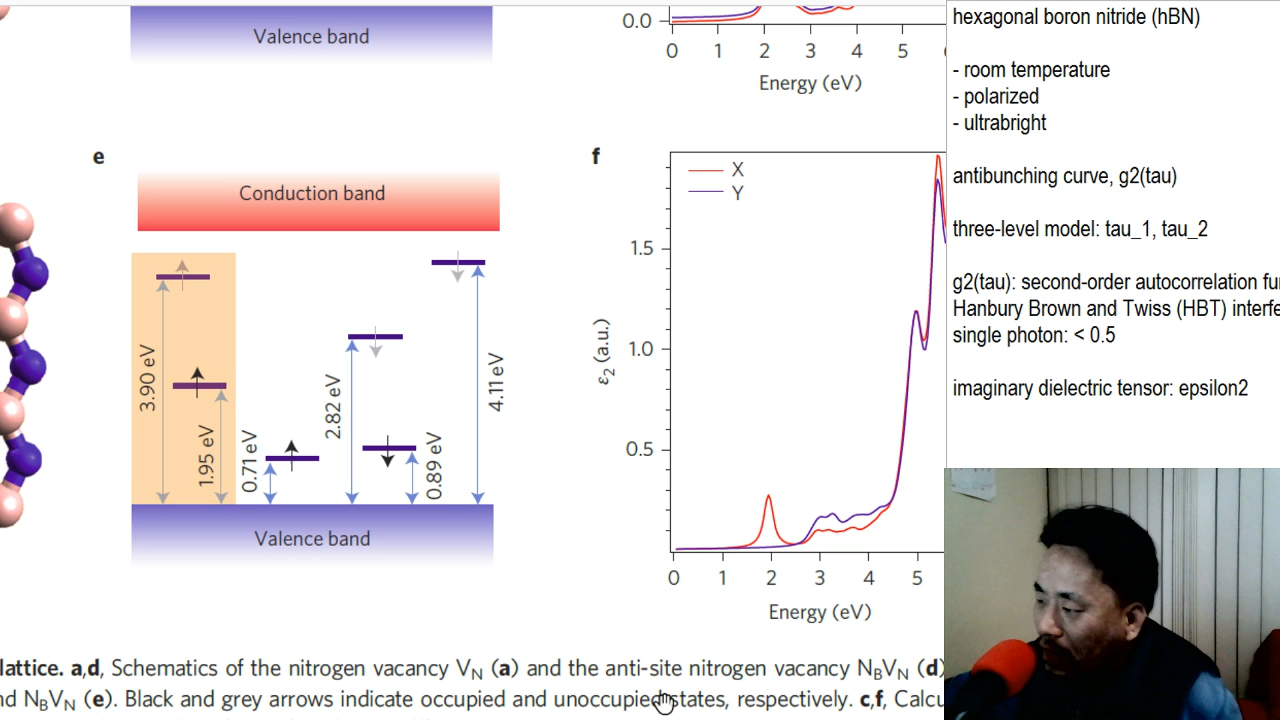 Valence band
0.0
0 1 2 3 4 5
Energy (eV)
e
Conduction band
3.90 eV
1.95 eV
0.71 eV
2.82 eV
0.89 eV
4.11 eV
Valence band
f
X
Y
1.5
1.0
0.5
ε2 (a.u.)
0 1 2 3 4 5
Energy (eV)
lattice. a,d, Schematics of the nitrogen vacancy VN (a) and the anti-site nitrogen vacancy NBVN (d)
nd NBVN (e). Black and grey arrows indicate occupied and unoccupied states, respectively. c,f, Calcu
hexagonal boron nitride (hBN)
- room temperature
- polarized
- ultrabright
antibunching curve, g2(tau)
three-level model: tau_1, tau_2
g2(tau): second-order autocorrelation fu
Hanbury Brown and Twiss (HBT) interfe
single photon: < 0.5
imaginary dielectric tensor: epsilon2